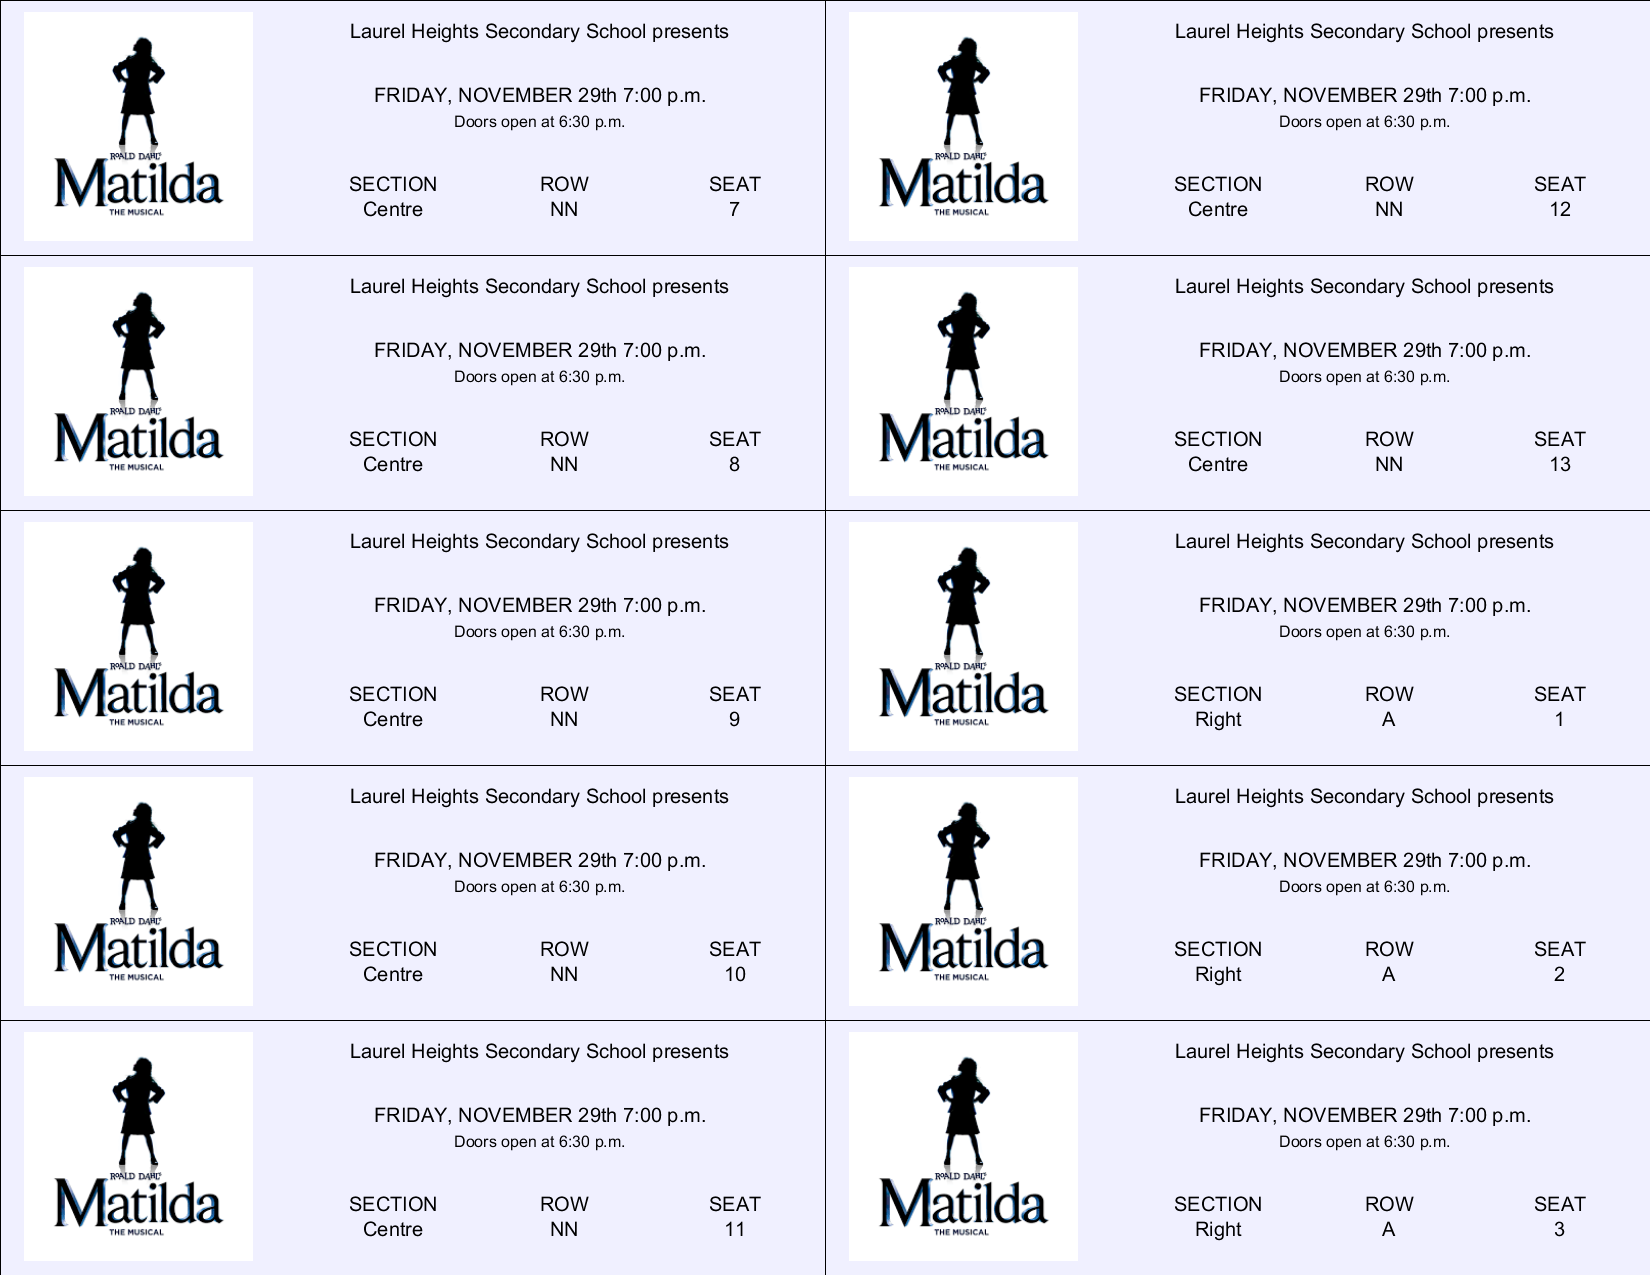 Laurel Heights Secondary School presents
FRIDAY, NOVEMBER 29th 7:00 p.m.
Doors open at 6:30 p.m.
ROALD DAHL'S
Matilda
THE MUSICAL
SECTION ROW SEAT
Centre NN 7
Laurel Heights Secondary School presents
FRIDAY, NOVEMBER 29th 7:00 p.m.
Doors open at 6:30 p.m.
ROALD DAHL'S
Matilda
THE MUSICAL
SECTION ROW SEAT
Centre NN 12
Laurel Heights Secondary School presents
FRIDAY, NOVEMBER 29th 7:00 p.m.
Doors open at 6:30 p.m.
ROALD DAHL'S
Matilda
THE MUSICAL
SECTION ROW SEAT
Centre NN 8
Laurel Heights Secondary School presents
FRIDAY, NOVEMBER 29th 7:00 p.m.
Doors open at 6:30 p.m.
ROALD DAHL'S
Matilda
THE MUSICAL
SECTION ROW SEAT
Centre NN 13
Laurel Heights Secondary School presents
FRIDAY, NOVEMBER 29th 7:00 p.m.
Doors open at 6:30 p.m.
ROALD DAHL'S
Matilda
THE MUSICAL
SECTION ROW SEAT
Centre NN 9
Laurel Heights Secondary School presents
FRIDAY, NOVEMBER 29th 7:00 p.m.
Doors open at 6:30 p.m.
ROALD DAHL'S
Matilda
THE MUSICAL
SECTION ROW SEAT
Right A 1
Laurel Heights Secondary School presents
FRIDAY, NOVEMBER 29th 7:00 p.m.
Doors open at 6:30 p.m.
ROALD DAHL'S
Matilda
THE MUSICAL
SECTION ROW SEAT
Centre NN 10
Laurel Heights Secondary School presents
FRIDAY, NOVEMBER 29th 7:00 p.m.
Doors open at 6:30 p.m.
ROALD DAHL'S
Matilda
THE MUSICAL
SECTION ROW SEAT
Right A 2
Laurel Heights Secondary School presents
FRIDAY, NOVEMBER 29th 7:00 p.m.
Doors open at 6:30 p.m.
ROALD DAHL'S
Matilda
THE MUSICAL
SECTION ROW SEAT
Centre NN 11
Laurel Heights Secondary School presents
FRIDAY, NOVEMBER 29th 7:00 p.m.
Doors open at 6:30 p.m.
ROALD DAHL'S
Matilda
THE MUSICAL
SECTION ROW SEAT
Right A 3